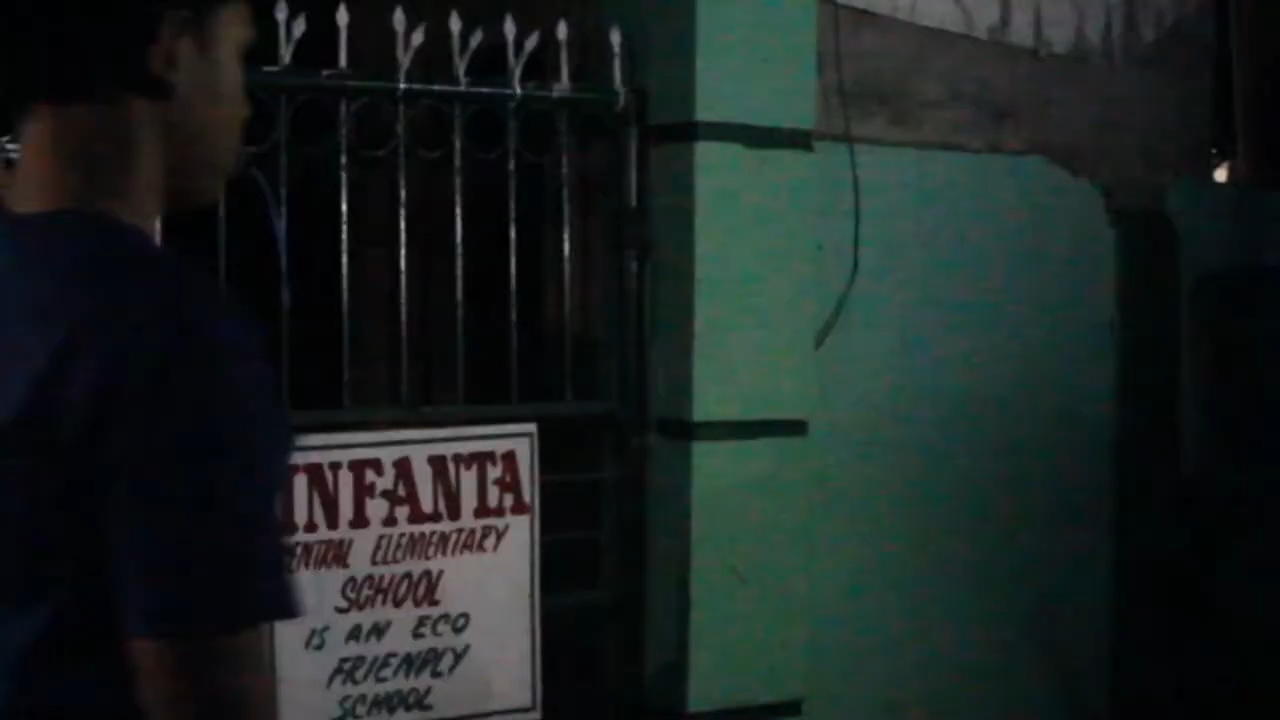 INFANTA
ENTRAL ELEMENTARY
SCHOOL
IS AN ECO
FRIENDLY
SCHOOL